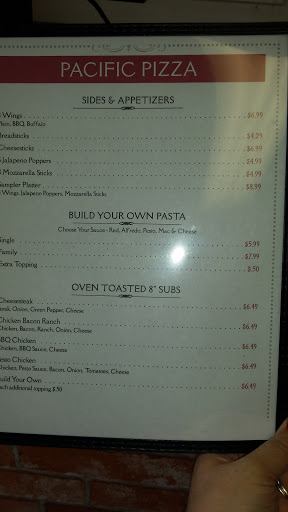 PACIFIC PIZZA
SIDES & APPETIZERS
Wings $6.99
Plain, BBQ, Buffalo
Breadsticks
Cheesesticks $6.99
Jalapeno Poppers $4.99
Mozzarella Sticks $4.99
Sampler Platter $8.99
Wings, Jalapeno Poppers, Mozzarella Sticks
BUILD YOUR OWN PASTA
Choose Your Sauce - Red, Alfredo, Pesto, Mac & Cheese
Single $5.99
Family $7.99
Extra Topping $.50
OVEN TOASTED 8" SUBS
Cheesesteak $6.49
Steak, Onion, Green Pepper, Cheese
Chicken Bacon Ranch $6.49
Chicken, Bacon, Ranch, Onion, Cheese
BBQ Chicken $6.49
Chicken, BBQ Sauce, Cheese
Pesto Chicken $6.49
Chicken, Pesto Sauce, Bacon, Onion, Tomatoes, Cheese
Build Your Own $6.49
each additional topping $.50